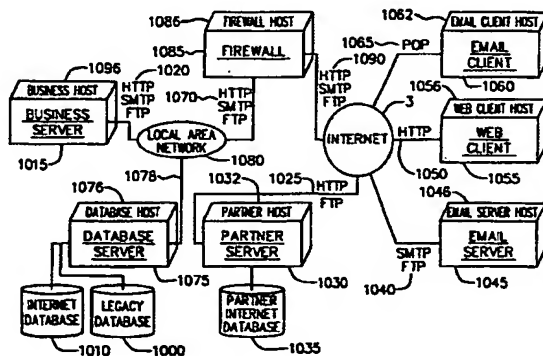 1086
FIREWALL HOST
1085
FIREWALL
1062
EMAIL CLIENT HOST
1065
POP
EMAIL
CLIENT
1060
1096
HTTP
1020
SMTP
FTP
BUSINESS HOST
BUSINESS
SERVER
1015
1070
HTTP
SMTP
FTP
HTTP
1090
SMTP
FTP
3
1056
WEB CLIENT HOST
INTERNET
HTTP
WEB
CLIENT
1050
1055
LOCAL AREA
NETWORK
1080
1078
1076
DATABASE HOST
DATABASE
SERVER
1075
1032
1025
HTTP
FTP
PARTNER HOST
PARTNER
SERVER
1030
1046
EMAIL SERVER HOST
EMAIL
SERVER
SMTP
FTP
1040
1045
INTERNET
DATABASE
1010
LEGACY
DATABASE
1000
PARTNER
INTERNET
DATABASE
1035